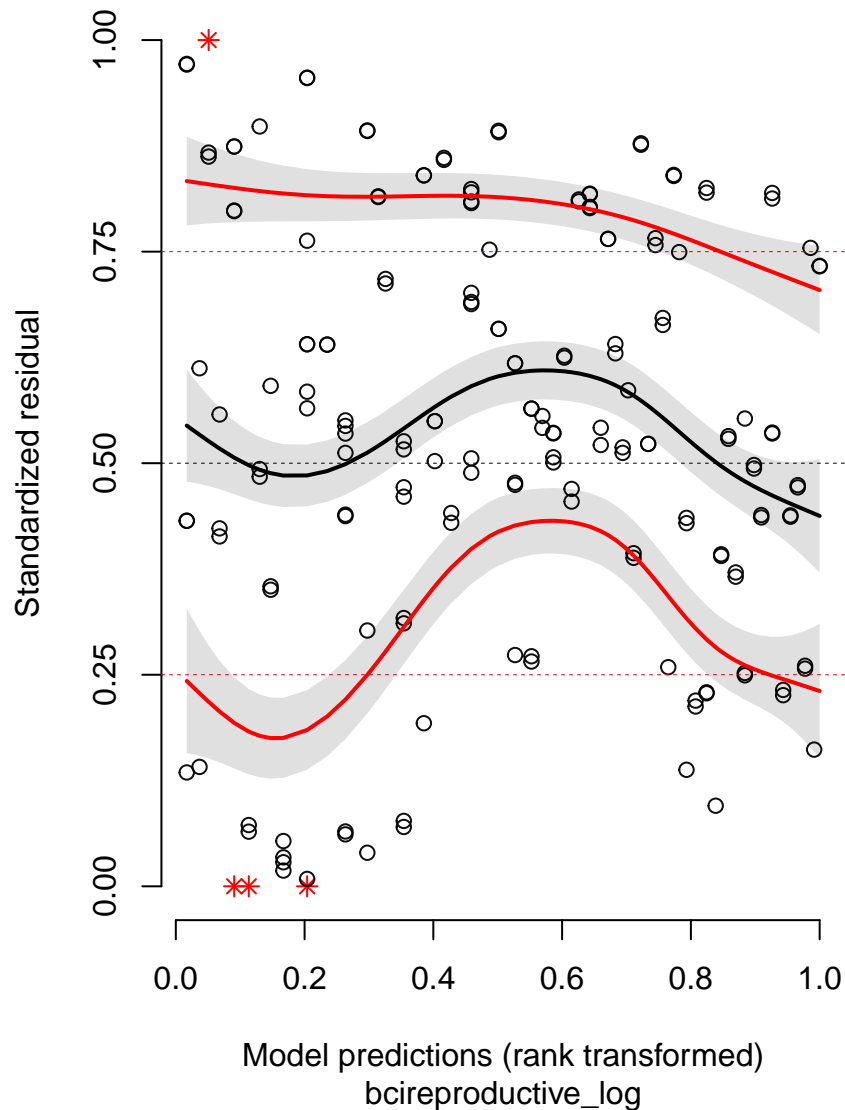 1.00
0.75
0.50
0.25
0.00
Standardized residual
0.0 0.2 0.4 0.6 0.8 1.0
Model predictions (rank transformed)
bcireproductive_log